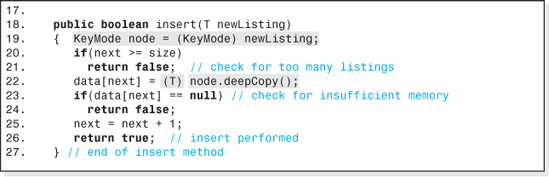 17.
18. public boolean insert(T newListing)
19. { KeyMode node = (KeyMode) newListing;
20. if(next >= size)
21. return false; // check for too many listings
22. data[next] = (T) node.deepCopy();
23. if(data[next] == null) // check for insufficient memory
24. return false;
25. next = next + 1;
26. return true; // insert performed
27. } // end of insert method